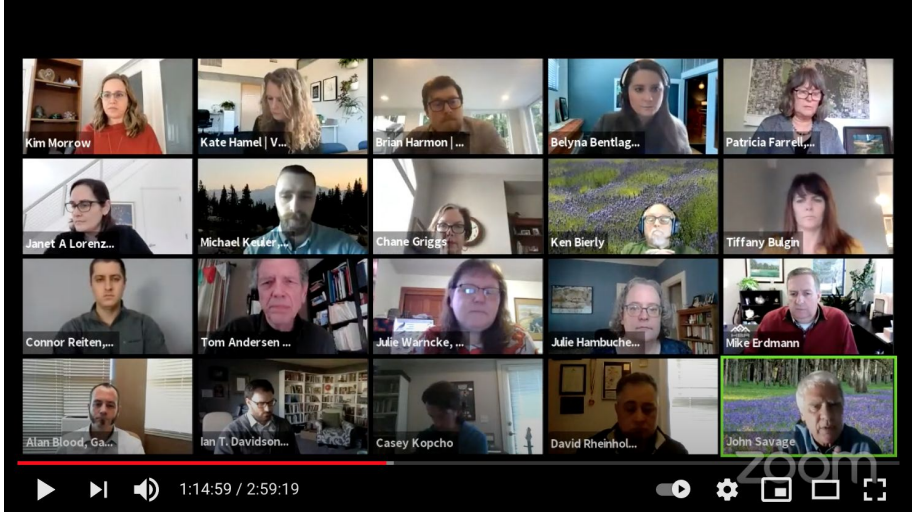 Kim Morrow
Kate Hamel | V...
Brian Harmon | ...
Belyna Bentlag...
Patricia Farrell,...
Janet A Lorenz...
Michael Keuler,...
Chane Griggs
Ken Bierly
Tiffany Bulgin
Connor Reiten,...
Tom Andersen ...
Julie Warncke, ...
Julie Hambuche...
Mike Erdmann
Alan Blood, Ga...
Ian T. Davidson...
Casey Kopcho
David Rheinhol...
John Savage
zoom
1:14:59 / 2:59:19